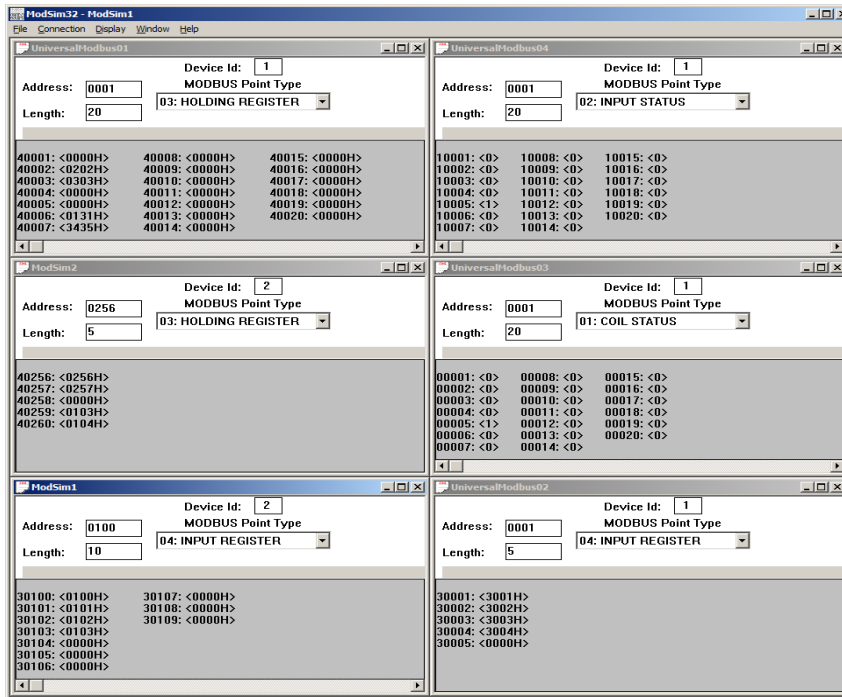 ModSim32 - ModSim1
File Connection Display Window Help
UniversalModbus01
Device Id: 1
Address: 0001
MODBUS Point Type
03: HOLDING REGISTER
Length: 20
40001: <0000H> 40008: <0000H> 40015: <0000H>
40002: <0202H> 40009: <0000H> 40016: <0000H>
40003: <0303H> 40010: <0000H> 40017: <0000H>
40004: <0000H> 40011: <0000H> 40018: <0000H>
40005: <0000H> 40012: <0000H> 40019: <0000H>
40006: <0131H> 40013: <0000H> 40020: <0000H>
40007: <3435H> 40014: <0000H>
UniversalModbus04
Device Id: 1
Address: 0001
MODBUS Point Type
02: INPUT STATUS
Length: 20
10001: <0> 10008: <0> 10015: <0>
10002: <0> 10009: <0> 10016: <0>
10003: <0> 10010: <0> 10017: <0>
10004: <0> 10011: <0> 10018: <0>
10005: <1> 10012: <0> 10019: <0>
10006: <0> 10013: <0> 10020: <0>
10007: <0> 10014: <0>
ModSim2
Device Id: 2
Address: 0256
MODBUS Point Type
03: HOLDING REGISTER
Length: 5
40256: <0256H>
40257: <0257H>
40258: <0000H>
40259: <0103H>
40260: <0104H>
UniversalModbus03
Device Id: 1
Address: 0001
MODBUS Point Type
01: COIL STATUS
Length: 20
00001: <0> 00008: <0> 00015: <0>
00002: <0> 00009: <0> 00016: <0>
00003: <0> 00010: <0> 00017: <0>
00004: <0> 00011: <0> 00018: <0>
00005: <1> 00012: <0> 00019: <0>
00006: <0> 00013: <0> 00020: <0>
00007: <0> 00014: <0>
ModSim1
Device Id: 2
Address: 0100
MODBUS Point Type
04: INPUT REGISTER
Length: 10
30100: <0100H> 30107: <0000H>
30101: <0101H> 30108: <0000H>
30102: <0102H> 30109: <0000H>
30103: <0103H>
30104: <0000H>
30105: <0000H>
30106: <0000H>
UniversalModbus02
Device Id: 1
Address: 0001
MODBUS Point Type
04: INPUT REGISTER
Length: 5
30001: <3001H>
30002: <3002H>
30003: <3003H>
30004: <3004H>
30005: <0000H>